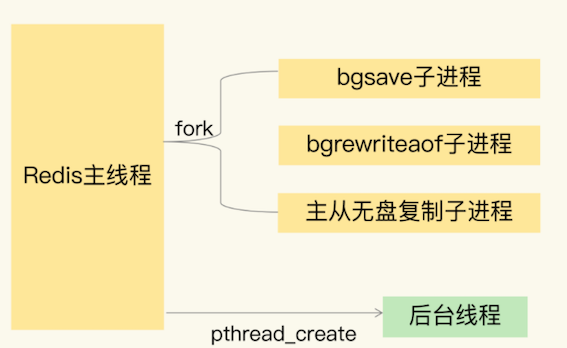 bgsave子进程
fork
bgrewriteaof子进程
Redis主线程
主从无盘复制子进程
后台线程
pthread_create